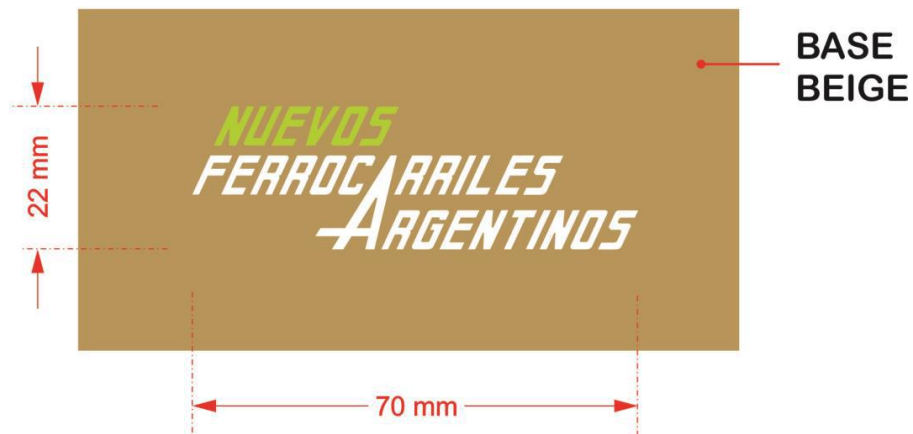 BASE
BEIGE
NUEVOS
FERROCARRILES
ARGENTINOS
22 mm
70 mm